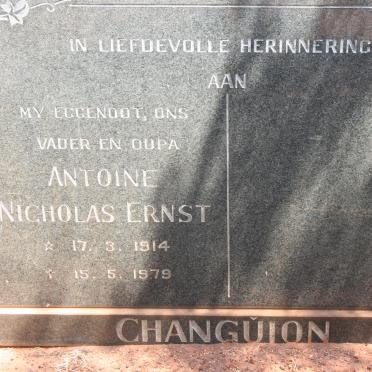 IN LIEFDEVOLLE HERINNERING
AAN
MY EGGENOOT, ONS
VADER EN OUPA
ANTOINE
NICHOLAS ERNST
☆ 17. 3. 1914
† 15. 5. 1979
CHANGÜION